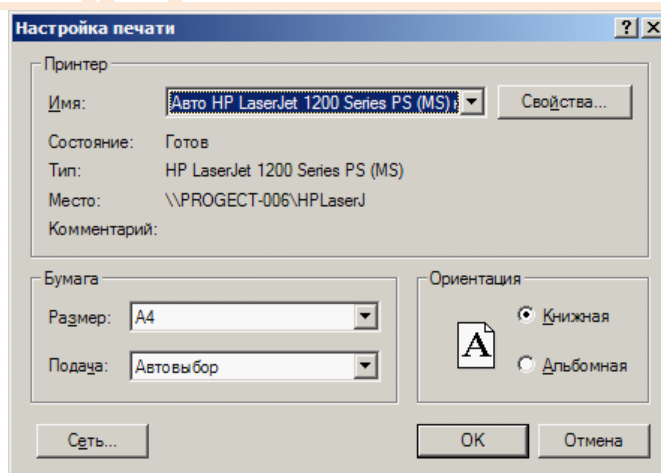 Настройка печати
Принтер
Имя: Авто HP LaserJet 1200 Series PS (MS) Свойства...
Состояние: Готов
Тип: HP LaserJet 1200 Series PS (MS)
Место: \\PROGECT-006\HPLaserJ
Комментарий:
Бумага
Размер: A4
Подача: Автовыбор
Ориентация
A
Книжная
Альбомная
Сеть... OK Отмена